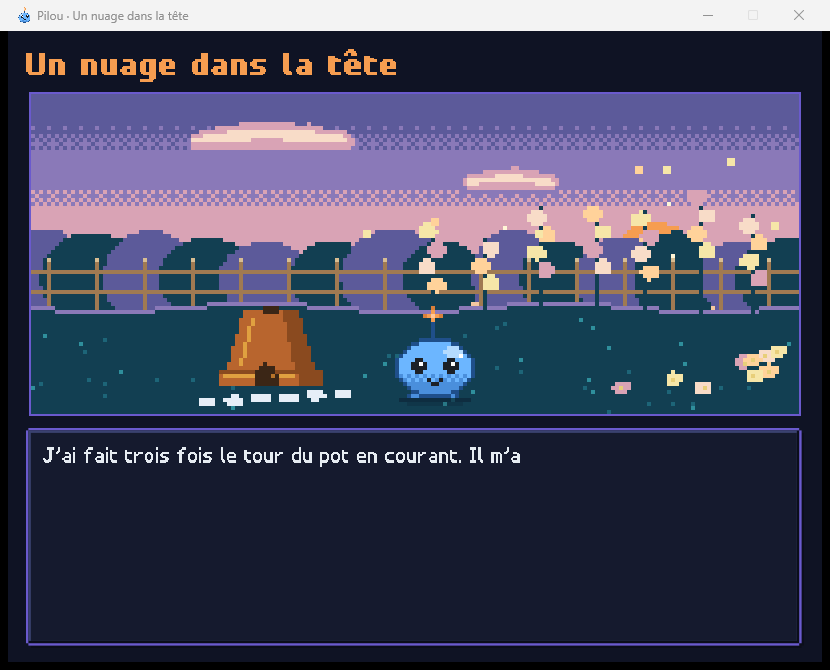 Pilou · Un nuage dans la tête
Un nuage dans la tête
J'ai fait trois fois le tour du pot en courant. Il m'a